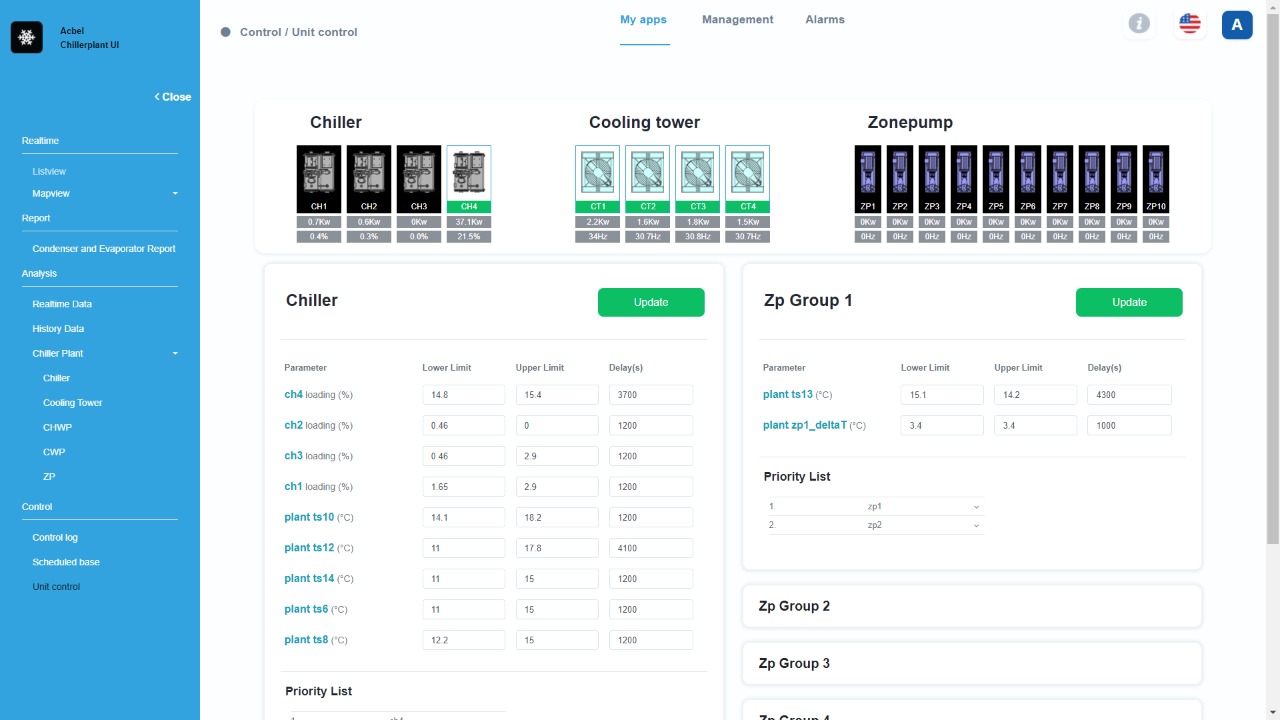 Acbel
Chillerplant UI
Control / Unit control
My apps
Management
Alarms
i
A
< Close
Realtime
Listview
Mapview
Report
Condenser and Evaporator Report
Analysis
Realtime Data
History Data
Chiller Plant
Chiller
Cooling Tower
CHWP
CWP
ZP
Control
Control log
Scheduled base
Unit control
Chiller
CH1 CH2 CH3 CH4
0.7Kw 0.6Kw 0Kw 37.1Kw
0.4% 0.3% 0.0% 21.5%
Cooling tower
CT1 CT2 CT3 CT4
2.2Kw 1.6Kw 1.8Kw 1.5Kw
34Hz 30.7Hz 30.8Hz 30.7Hz
Zonepump
ZP1 ZP2 ZP3 ZP4 ZP5 ZP6 ZP7 ZP8 ZP9 ZP10
0Kw 0Kw 0Kw 0Kw 0Kw 0Kw 0Kw 0Kw 0Kw 0Kw
0Hz 0Hz 0Hz 0Hz 0Hz 0Hz 0Hz 0Hz 0Hz 0Hz
Chiller Update
Parameter Lower Limit Upper Limit Delay(s)
ch4 loading (%) 14.8 15.4 3700
ch2 loading (%) 0.46 0 1200
ch3 loading (%) 0.46 2.9 1200
ch1 loading (%) 1.65 2.9 1200
plant ts10 (°C) 14.1 18.2 1200
plant ts12 (°C) 11 17.8 4100
plant ts14 (°C) 11 15 1200
plant ts6 (°C) 11 15 1200
plant ts8 (°C) 12.2 15 1200
Priority List
Zp Group 1 Update
Parameter Lower Limit Upper Limit Delay(s)
plant ts13 (°C) 15.1 14.2 4300
plant zp1_deltaT (°C) 3.4 3.4 1000
Priority List
1. zp1
2. zp2
Zp Group 2
Zp Group 3
Zp Group 4